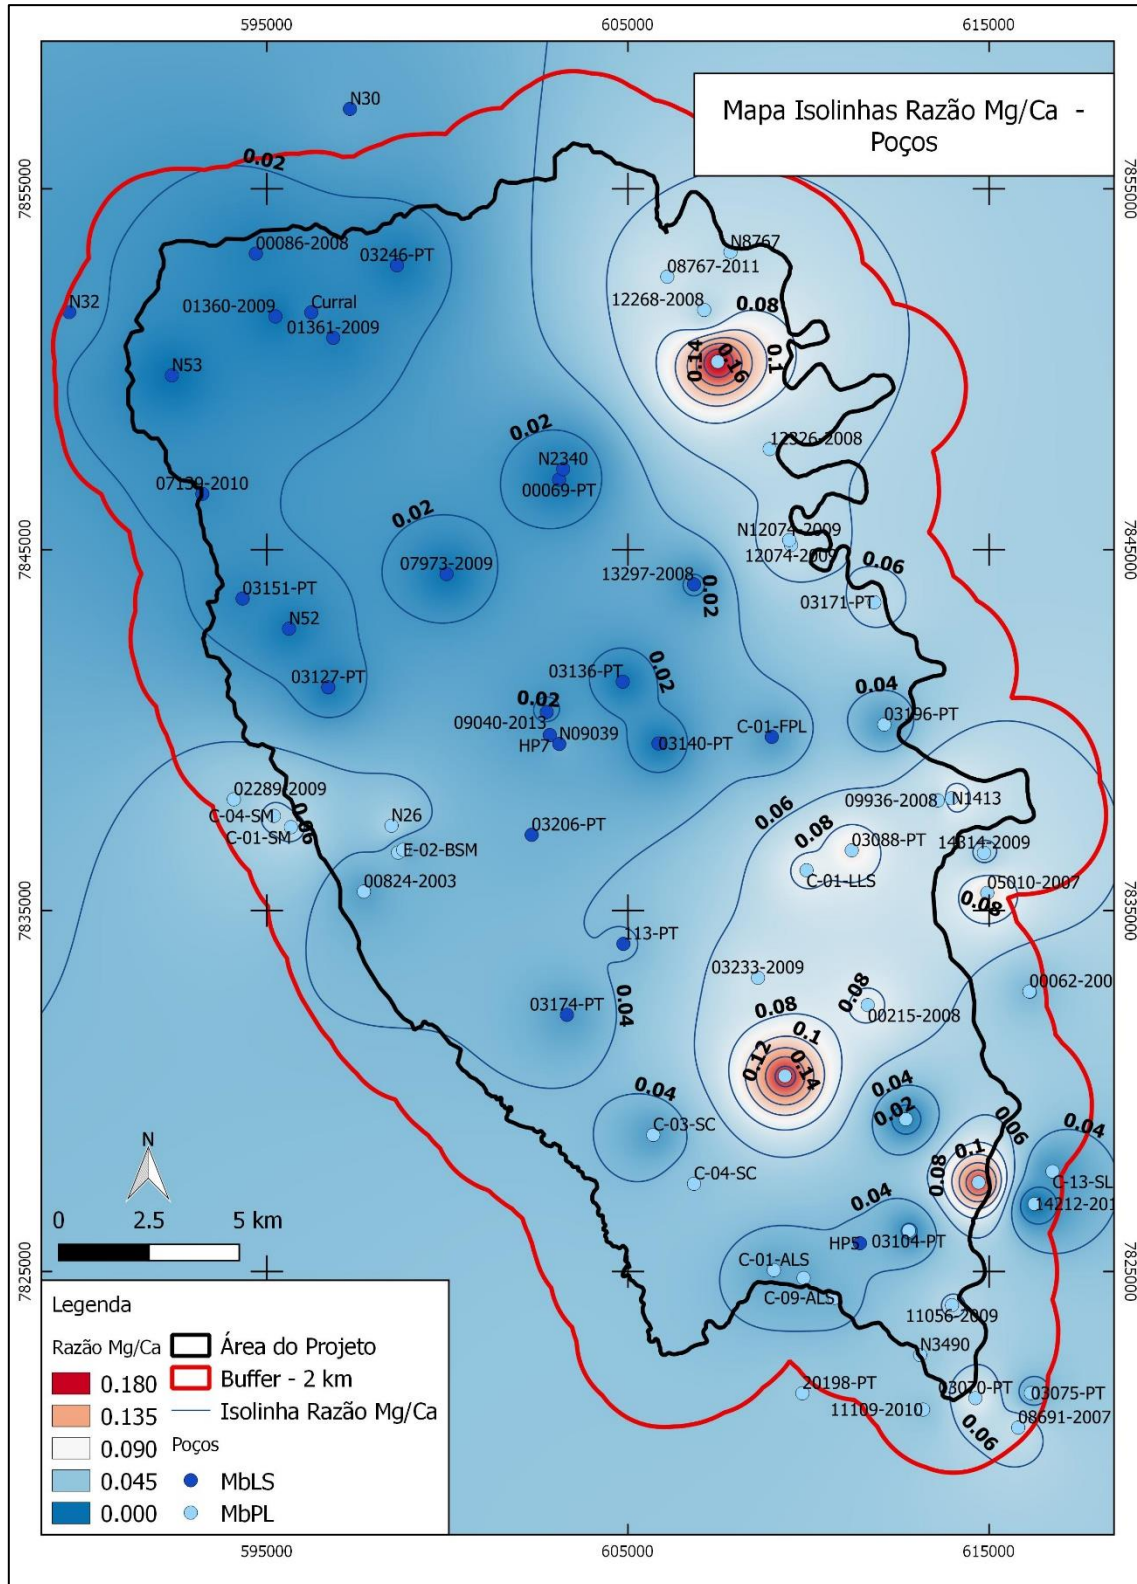 595000
605000
615000
Mapa Isolinhas Razão Mg/Ca -
Poços
N30
0.02
7855000
7855000
00086-2008
03246-PT
N8767
08767-2011
N32
01360-2009
Curral
12268-2008
0.08
01361-2009
0.14
0.16
0.1
N53
0.02
12326-2008
N2340
00069-PT
07139-2010
0.02
N12074-2009
7845000
7845000
12074-2009
07973-2009
13297-2008
0.02
0.06
03151-PT
03171-PT
N52
03136-PT
0.02
03127-PT
0.02
0.04
09040-2013
N09039
HP7
03140-PT
C-01-FPL
03196-PT
02289-2009
C-04-SM
C-01-SM
0.06
N26
0.06
09936-2008
N1413
03206-PT
0.08
03088-PT
14314-2009
E-02-BSM
00824-2003
C-01-LLS
05010-2007
0.08
7835000
7835000
113-PT
03233-2009
0.08
00062-200
03174-PT
0.04
0.08
00215-2008
0.1
0.12
0.14
0.04
0.04
0.02
0.06
0.04
C-03-SC
0.1
0.08
C-04-SC
C-13-SL
14212-201
0.04
HP5
03104-PT
C-01-ALS
7825000
7825000
C-09-ALS
11056-2009
N3490
20198-PT
03070-PT
03075-PT
11109-2010
08691-2007
0.06
N
0
2.5
5 km
Legenda
Razão Mg/Ca
0.180
0.135
0.090
0.045
0.000
Área do Projeto
Buffer - 2 km
Isolinha Razão Mg/Ca
Poços
MbLS
MbPL
595000
605000
615000